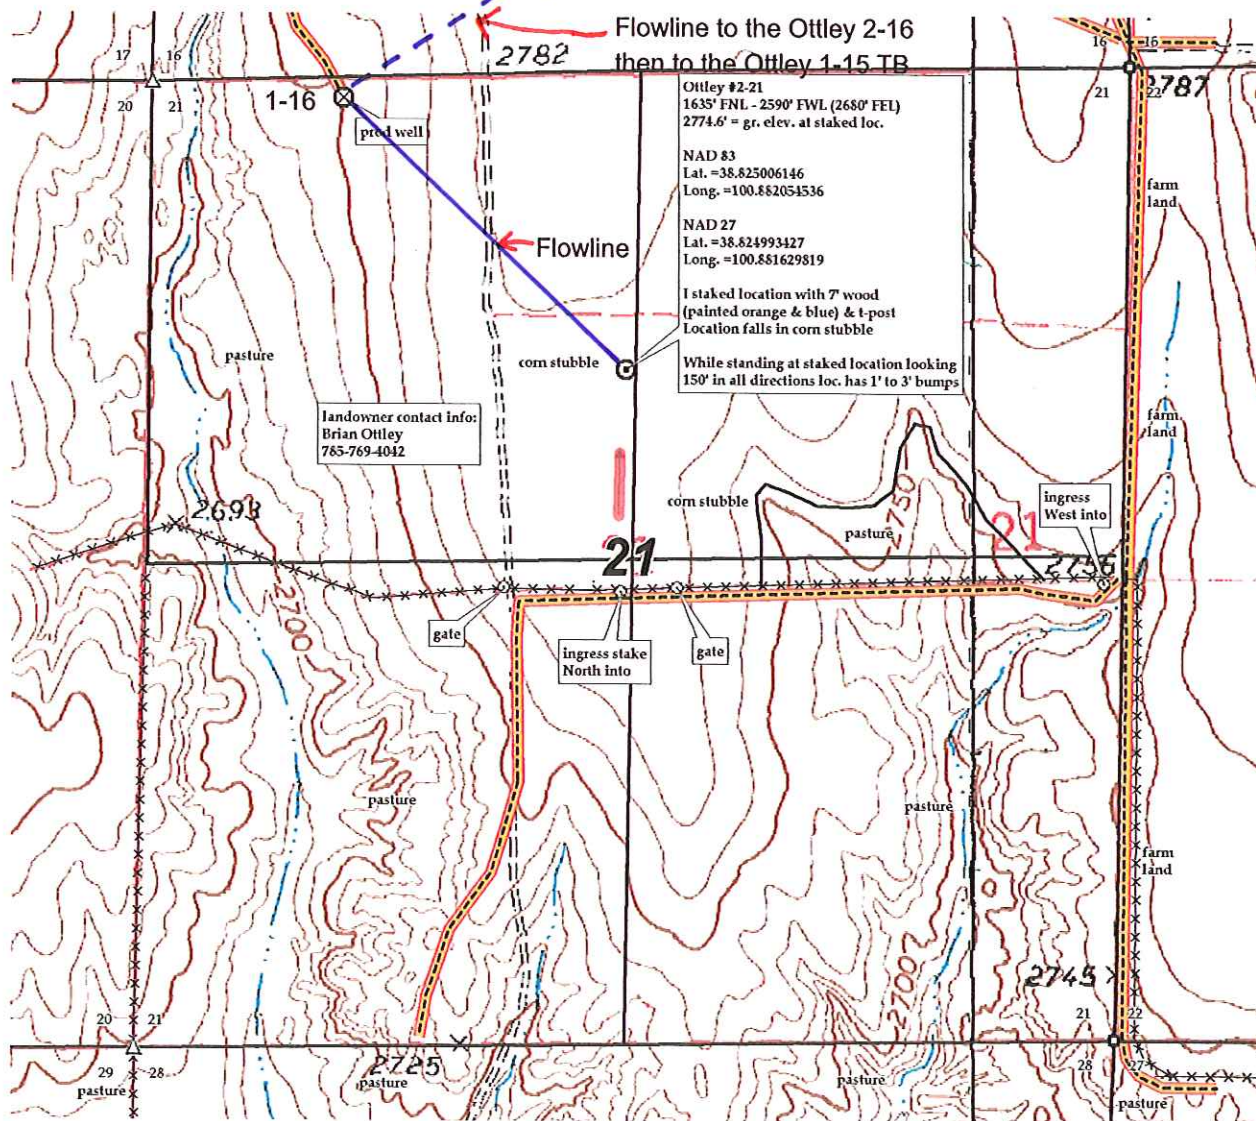 Flowline to the Ottley 2-16
then to the Ottley 1-15 TB
2782
17 16
20 21
1-16
prod well
16 16
21 22
2787
Ottley #2-21
1635' FNL - 2590' FWL (2680' FEL)
2774.6' = gr. elev. at staked loc.
NAD 83
Lat. =38.825006146
Long. =100.882054536
NAD 27
Lat. =38.824993427
Long. =100.881629819
I staked location with 7' wood
(painted orange & blue) & t-post
Location falls in corn stubble
While standing at staked location looking
150' in all directions loc. has 1' to 3' bumps
farm
land
Flowline
pasture
corn stubble
landowner contact info:
Brian Ottley
785-769-4042
farm
land
corn stubble
2750
pasture
ingress
West into
21
2693
21
2756
2700
gate
ingress stake
North into
gate
pasture
pasture
farm
land
2700
2745
20 21
29 28
pasture
2725
pasture
pasture
21 22
28 27
pasture